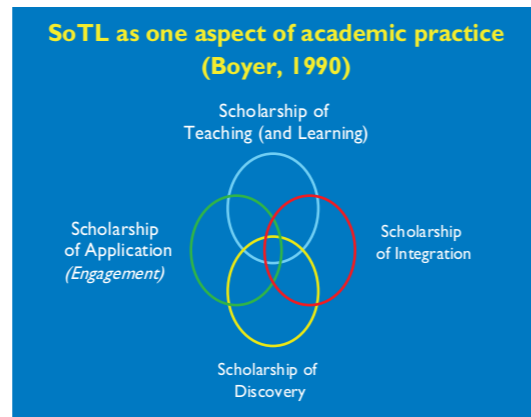 SoTL as one aspect of academic practice
(Boyer, 1990)
Scholarship of
Teaching (and Learning)
Scholarship
of Application
(Engagement)
Scholarship
of Integration
Scholarship of
Discovery